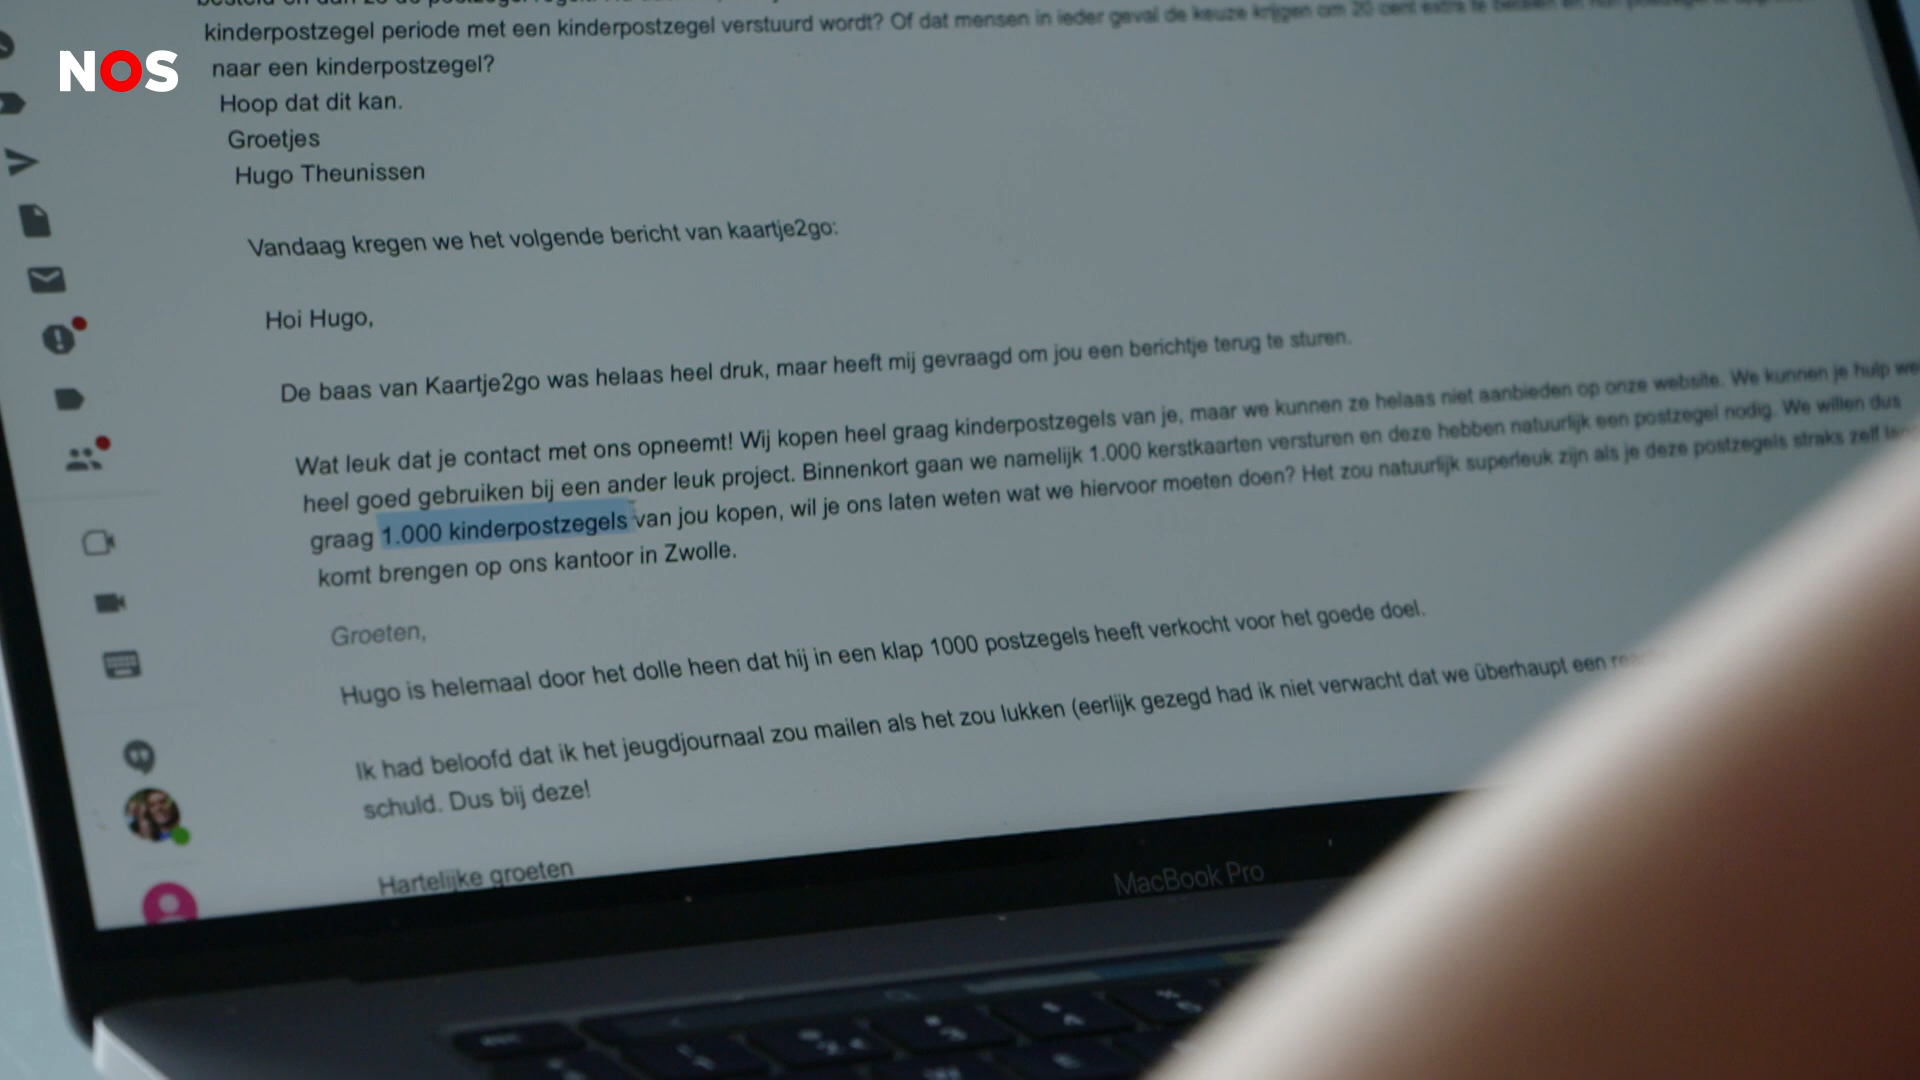 NOS
kinderpostzegel periode met een kinderpostzegel verstuurd wordt? Of dat mensen in ieder geval de keuze krijgen om 20 cent extra te betalen en hun
naar een kinderpostzegel?
Hoop dat dit kan.
Groetjes
Hugo Theunissen
Vandaag kregen we het volgende bericht van kaartje2go:
Hoi Hugo,
De baas van Kaartje2go was helaas heel druk, maar heeft mij gevraagd om jou een berichtje terug te sturen.
Wat leuk dat je contact met ons opneemt! Wij kopen heel graag kinderpostzegels van je, maar we kunnen ze helaas niet aanbieden op onze website. We kunnen je hulp
heel goed gebruiken bij een ander leuk project. Binnenkort gaan we namelijk 1.000 kerstkaarten versturen en deze hebben natuurlijk een postzegel nodig. We willen dus
graag 1.000 kinderpostzegels van jou kopen, wil je ons laten weten wat we hiervoor moeten doen? Het zou natuurlijk superleuk zijn als je deze postzegels straks zelf
komt brengen op ons kantoor in Zwolle.
Groeten,
Hugo is helemaal door het dolle heen dat hij in een klap 1000 postzegels heeft verkocht voor het goede doel.
Ik had beloofd dat ik het jeugdjournaal zou mailen als het zou lukken (eerlijk gezegd had ik niet verwacht dat we überhaupt een
schuld. Dus bij deze!
Hartelijke groeten
MacBook Pro